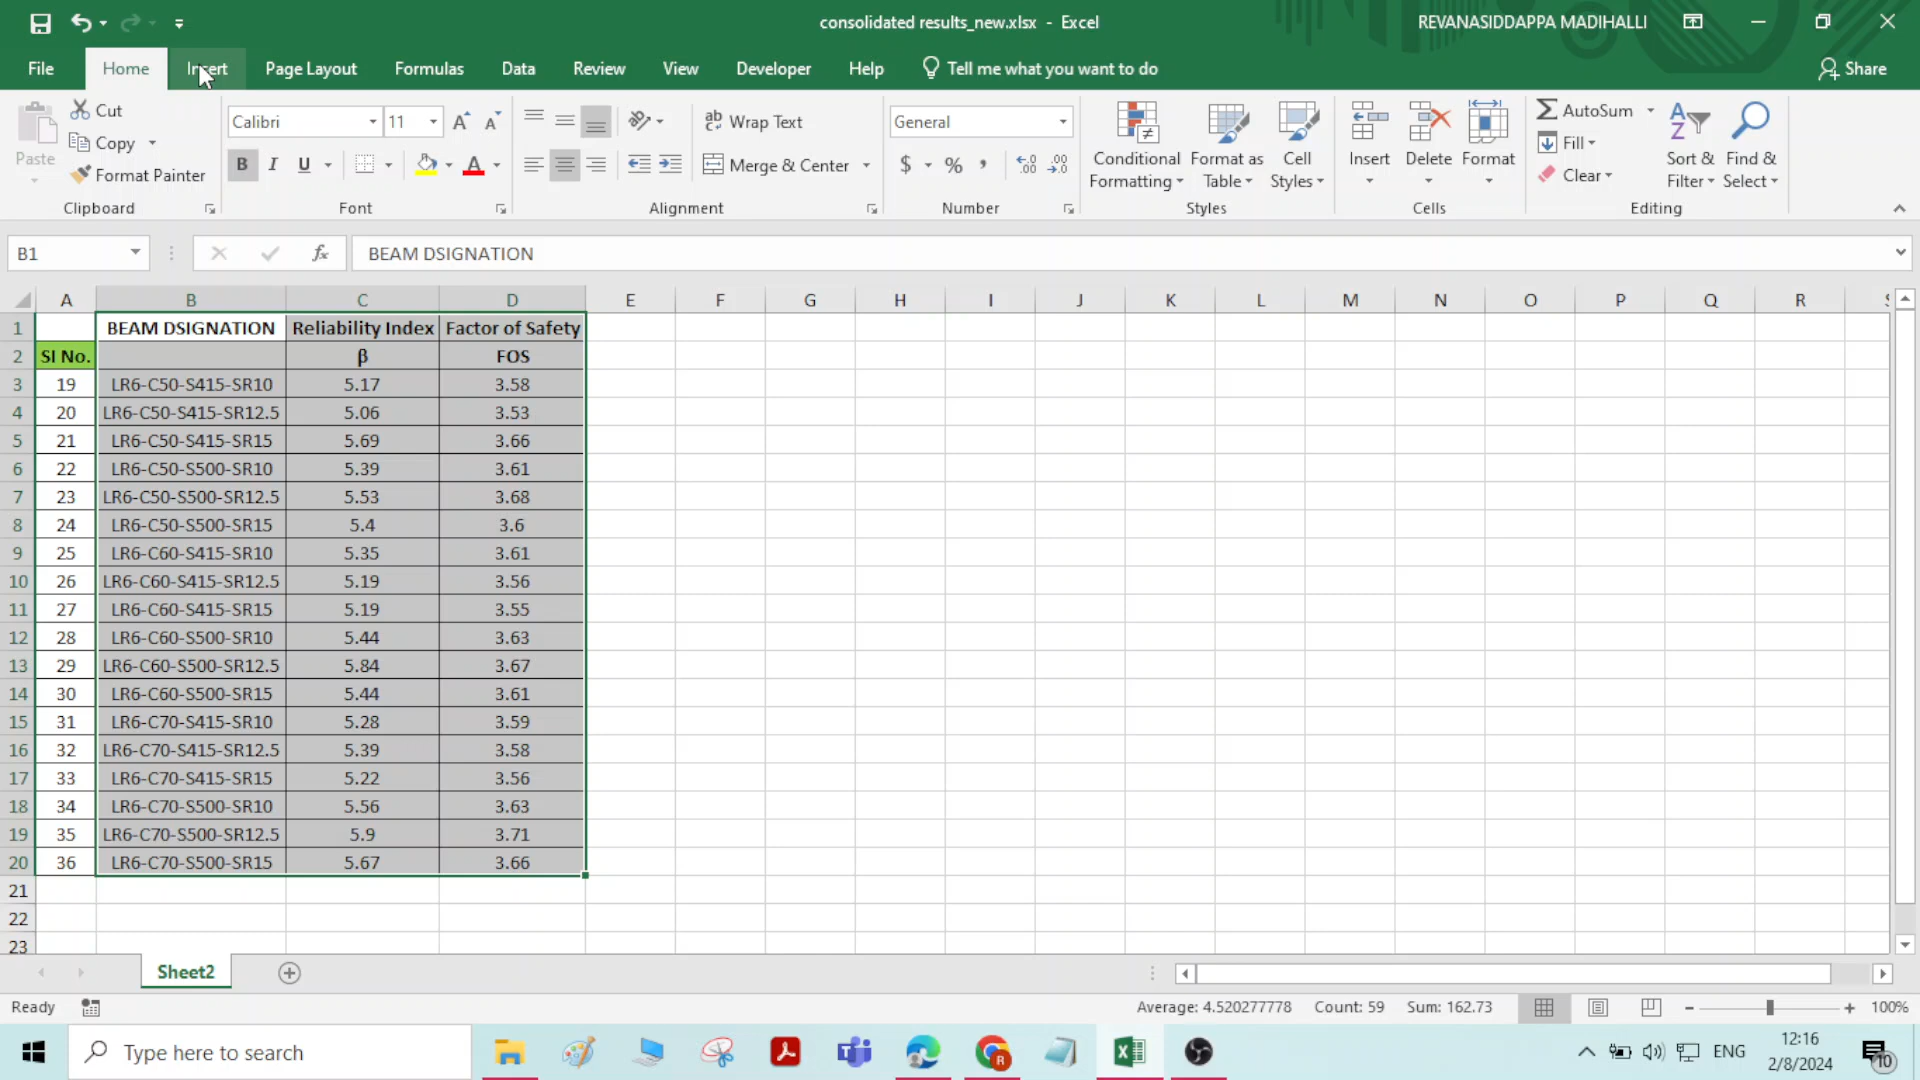 consolidated results_new.xlsx - Excel
REVANASIDDAPPA MADIHALLI
File Home Insert Page Layout Formulas Data Review View Developer Help Tell me what you want to do Share
Paste
Cut
Copy
Format Painter
Clipboard
Calibri 11
B I U
Font
Wrap Text
Merge & Center
Alignment
General
$ % ,
Number
Conditional Formatting
Format as Table
Cell Styles
Styles
Insert
Delete
Format
Cells
AutoSum
Fill
Clear
Sort & Filter
Find & Select
Editing
B1 fx BEAM DSIGNATION
A B C D E F G H I J K L M N O P Q R
1 BEAM DSIGNATION Reliability Index Factor of Safety
2 Sl No. β FOS
3 19 LR6-C50-S415-SR10 5.17 3.58
4 20 LR6-C50-S415-SR12.5 5.06 3.53
5 21 LR6-C50-S415-SR15 5.69 3.66
6 22 LR6-C50-S500-SR10 5.39 3.61
7 23 LR6-C50-S500-SR12.5 5.53 3.68
8 24 LR6-C50-S500-SR15 5.4 3.6
9 25 LR6-C60-S415-SR10 5.35 3.61
10 26 LR6-C60-S415-SR12.5 5.19 3.56
11 27 LR6-C60-S415-SR15 5.19 3.55
12 28 LR6-C60-S500-SR10 5.44 3.63
13 29 LR6-C60-S500-SR12.5 5.84 3.67
14 30 LR6-C60-S500-SR15 5.44 3.61
15 31 LR6-C70-S415-SR10 5.28 3.59
16 32 LR6-C70-S415-SR12.5 5.39 3.58
17 33 LR6-C70-S415-SR15 5.22 3.56
18 34 LR6-C70-S500-SR10 5.56 3.63
19 35 LR6-C70-S500-SR12.5 5.9 3.71
20 36 LR6-C70-S500-SR15 5.67 3.66
21
22
23
Sheet2
Ready Average: 4.520277778 Count: 59 Sum: 162.73 100%
Type here to search
ENG
12:16
2/8/2024
10